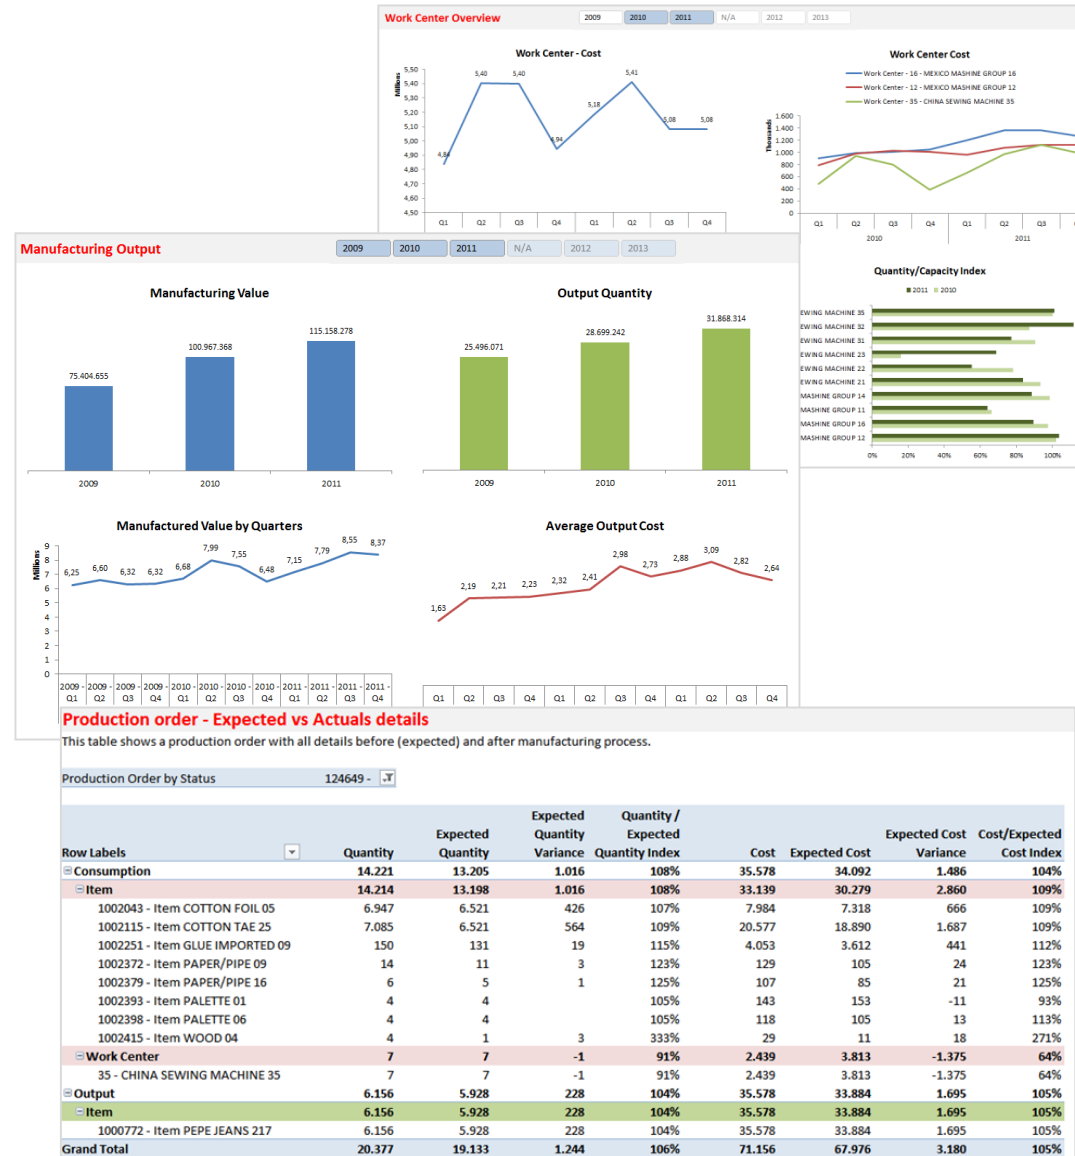 Work Center Overview 2009 2010 2011 N/A 2012 2013
Work Center - Cost
Millions
5,50
5,40
5,30
5,20
5,10
5,00
4,90
4,80
4,70
4,60
4,50
4,84 5,40 5,40 4,94 5,18 5,41 5,08 5,08
Q1 Q2 Q3 Q4 Q1 Q2 Q3 Q4
Work Center Cost
Work Center - 16 - MEXICO MASHINE GROUP 16
Work Center - 12 - MEXICO MASHINE GROUP 12
Work Center - 35 - CHINA SEWING MACHINE 35
Thousands
1.600
1.400
1.200
1.000
800
600
400
200
0
Q1 Q2 Q3 Q4 Q1 Q2 Q3
2010 2011
Manufacturing Output 2009 2010 2011 N/A 2012 2013
Manufacturing Value
75.404.655 100.967.368 115.158.278
2009 2010 2011
Output Quantity
25.496.071 28.699.242 31.868.314
2009 2010 2011
Quantity/Capacity Index
2011 2010
EWING MACHINE 35
EWING MACHINE 32
EWING MACHINE 31
EWING MACHINE 23
EWING MACHINE 22
EWING MACHINE 21
MASHINE GROUP 14
MASHINE GROUP 11
MASHINE GROUP 16
MASHINE GROUP 12
0% 20% 40% 60% 80% 100%
Manufactured Value by Quarters
Millions
9
8
7
6
5
4
3
2
1
0
6,25 6,60 6,32 6,32 6,68 7,99 7,55 6,48 7,15 7,79 8,55 8,37
2009 - 2009 - 2009 - 2009 - 2010 - 2010 - 2010 - 2010 - 2011 - 2011 - 2011 - 2011 -
Q1 Q2 Q3 Q4 Q1 Q2 Q3 Q4 Q1 Q2 Q3 Q4
Average Output Cost
1,63 2,19 2,21 2,23 2,32 2,41 2,98 2,73 2,88 3,09 2,82 2,64
Q1 Q2 Q3 Q4 Q1 Q2 Q3 Q4 Q1 Q2 Q3 Q4
Production order - Expected vs Actuals details
This table shows a production order with all details before (expected) and after manufacturing process.
Production Order by Status 124649 -
Expected Quantity /
Expected Quantity Expected Expected Cost Cost/Expected
Row Labels Quantity Quantity Variance Quantity Index Cost Expected Cost Variance Cost Index
Consumption 14.221 13.205 1.016 108% 35.578 34.092 1.486 104%
Item 14.214 13.198 1.016 108% 33.139 30.279 2.860 109%
1002043 - Item COTTON FOIL 05 6.947 6.521 426 107% 7.984 7.318 666 109%
1002115 - Item COTTON TAE 25 7.085 6.521 564 109% 20.577 18.890 1.687 109%
1002251 - Item GLUE IMPORTED 09 150 131 19 115% 4.053 3.612 441 112%
1002372 - Item PAPER/PIPE 09 14 11 3 123% 129 105 24 123%
1002379 - Item PAPER/PIPE 16 6 5 1 125% 107 85 21 125%
1002393 - Item PALETTE 01 4 4 105% 143 153 -11 93%
1002398 - Item PALETTE 06 4 4 105% 118 105 13 113%
1002415 - Item WOOD 04 4 1 3 333% 29 11 18 271%
Work Center 7 7 -1 91% 2.439 3.813 -1.375 64%
35 - CHINA SEWING MACHINE 35 7 7 -1 91% 2.439 3.813 -1.375 64%
Output 6.156 5.928 228 104% 35.578 33.884 1.695 105%
Item 6.156 5.928 228 104% 35.578 33.884 1.695 105%
1000772 - Item PEPE JEANS 217 6.156 5.928 228 104% 35.578 33.884 1.695 105%
Grand Total 20.377 19.133 1.244 106% 71.156 67.976 3.180 105%